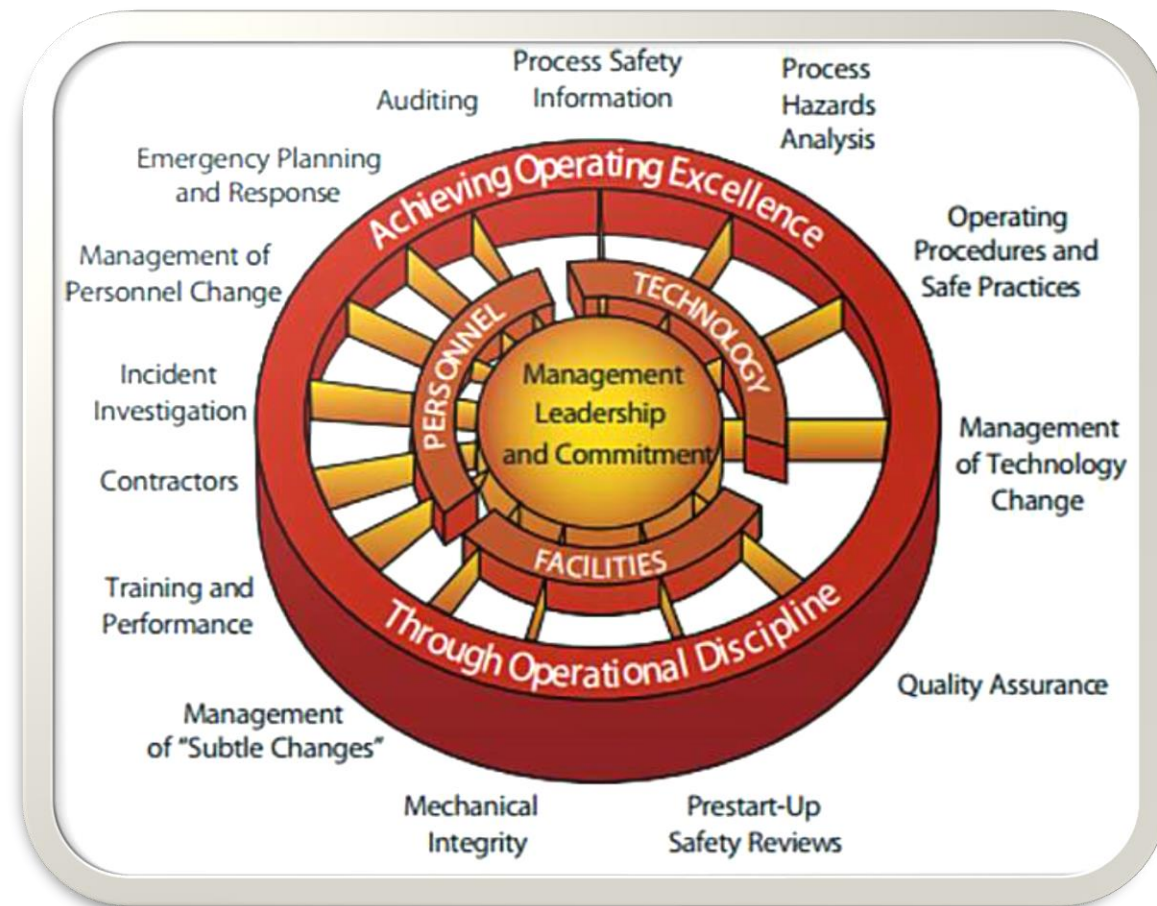 Process Safety
Information
Process
Hazards
Analysis
Operating
Procedures and
Safe Practices
Management
of Technology
Change
Quality Assurance
Prestart-Up
Safety Reviews
Mechanical
Integrity
Management
of "Subtle Changes"
Training and
Performance
Contractors
Incident
Investigation
Management of
Personnel Change
Emergency Planning
and Response
Auditing
Achieving Operating Excellence
Through Operational Discipline
PERSONNEL
TECHNOLOGY
FACILITIES
Management
Leadership
and Commitment